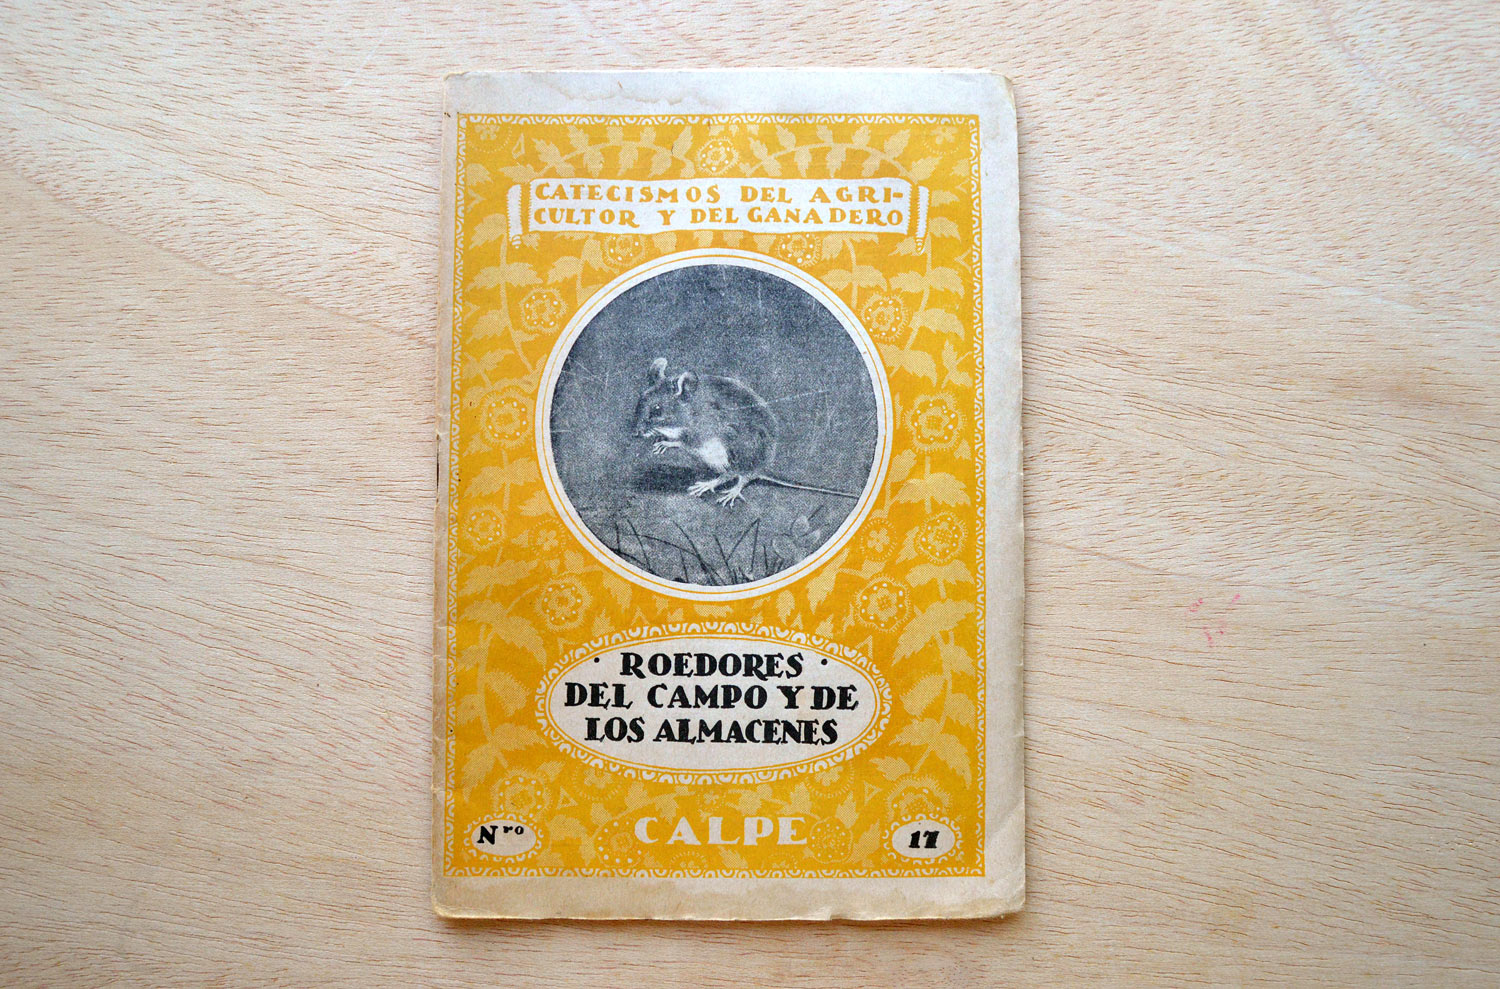 CATECISMOS DEL AGRI-
CULTOR Y DEL GANADERO
· ROEDORES ·
DEL CAMPO Y DE
LOS ALMACENES
Nro CALPE 17